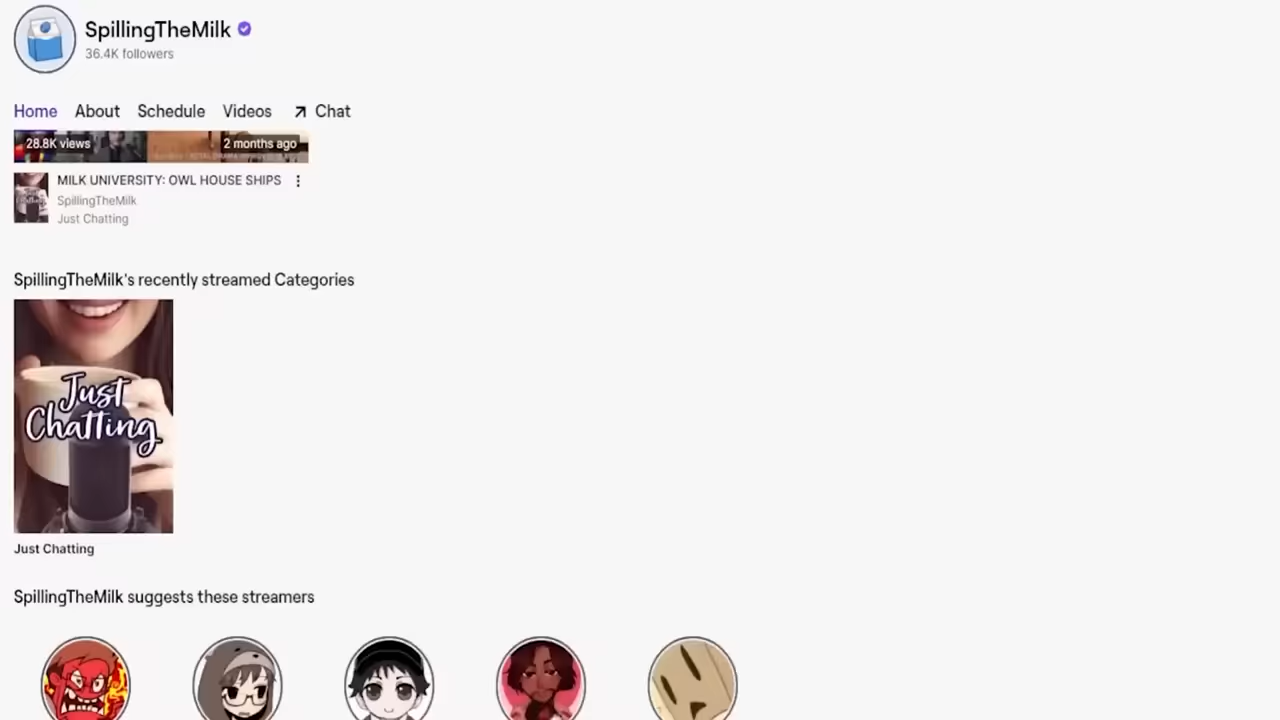 SpillingTheMilk
36.4K followers
Home About Schedule Videos Chat
28.8K views 2 months ago
MILK UNIVERSITY: OWL HOUSE SHIPS
SpillingTheMilk
Just Chatting
SpillingTheMilk's recently streamed Categories
Just
Chatting
Just Chatting
SpillingTheMilk suggests these streamers